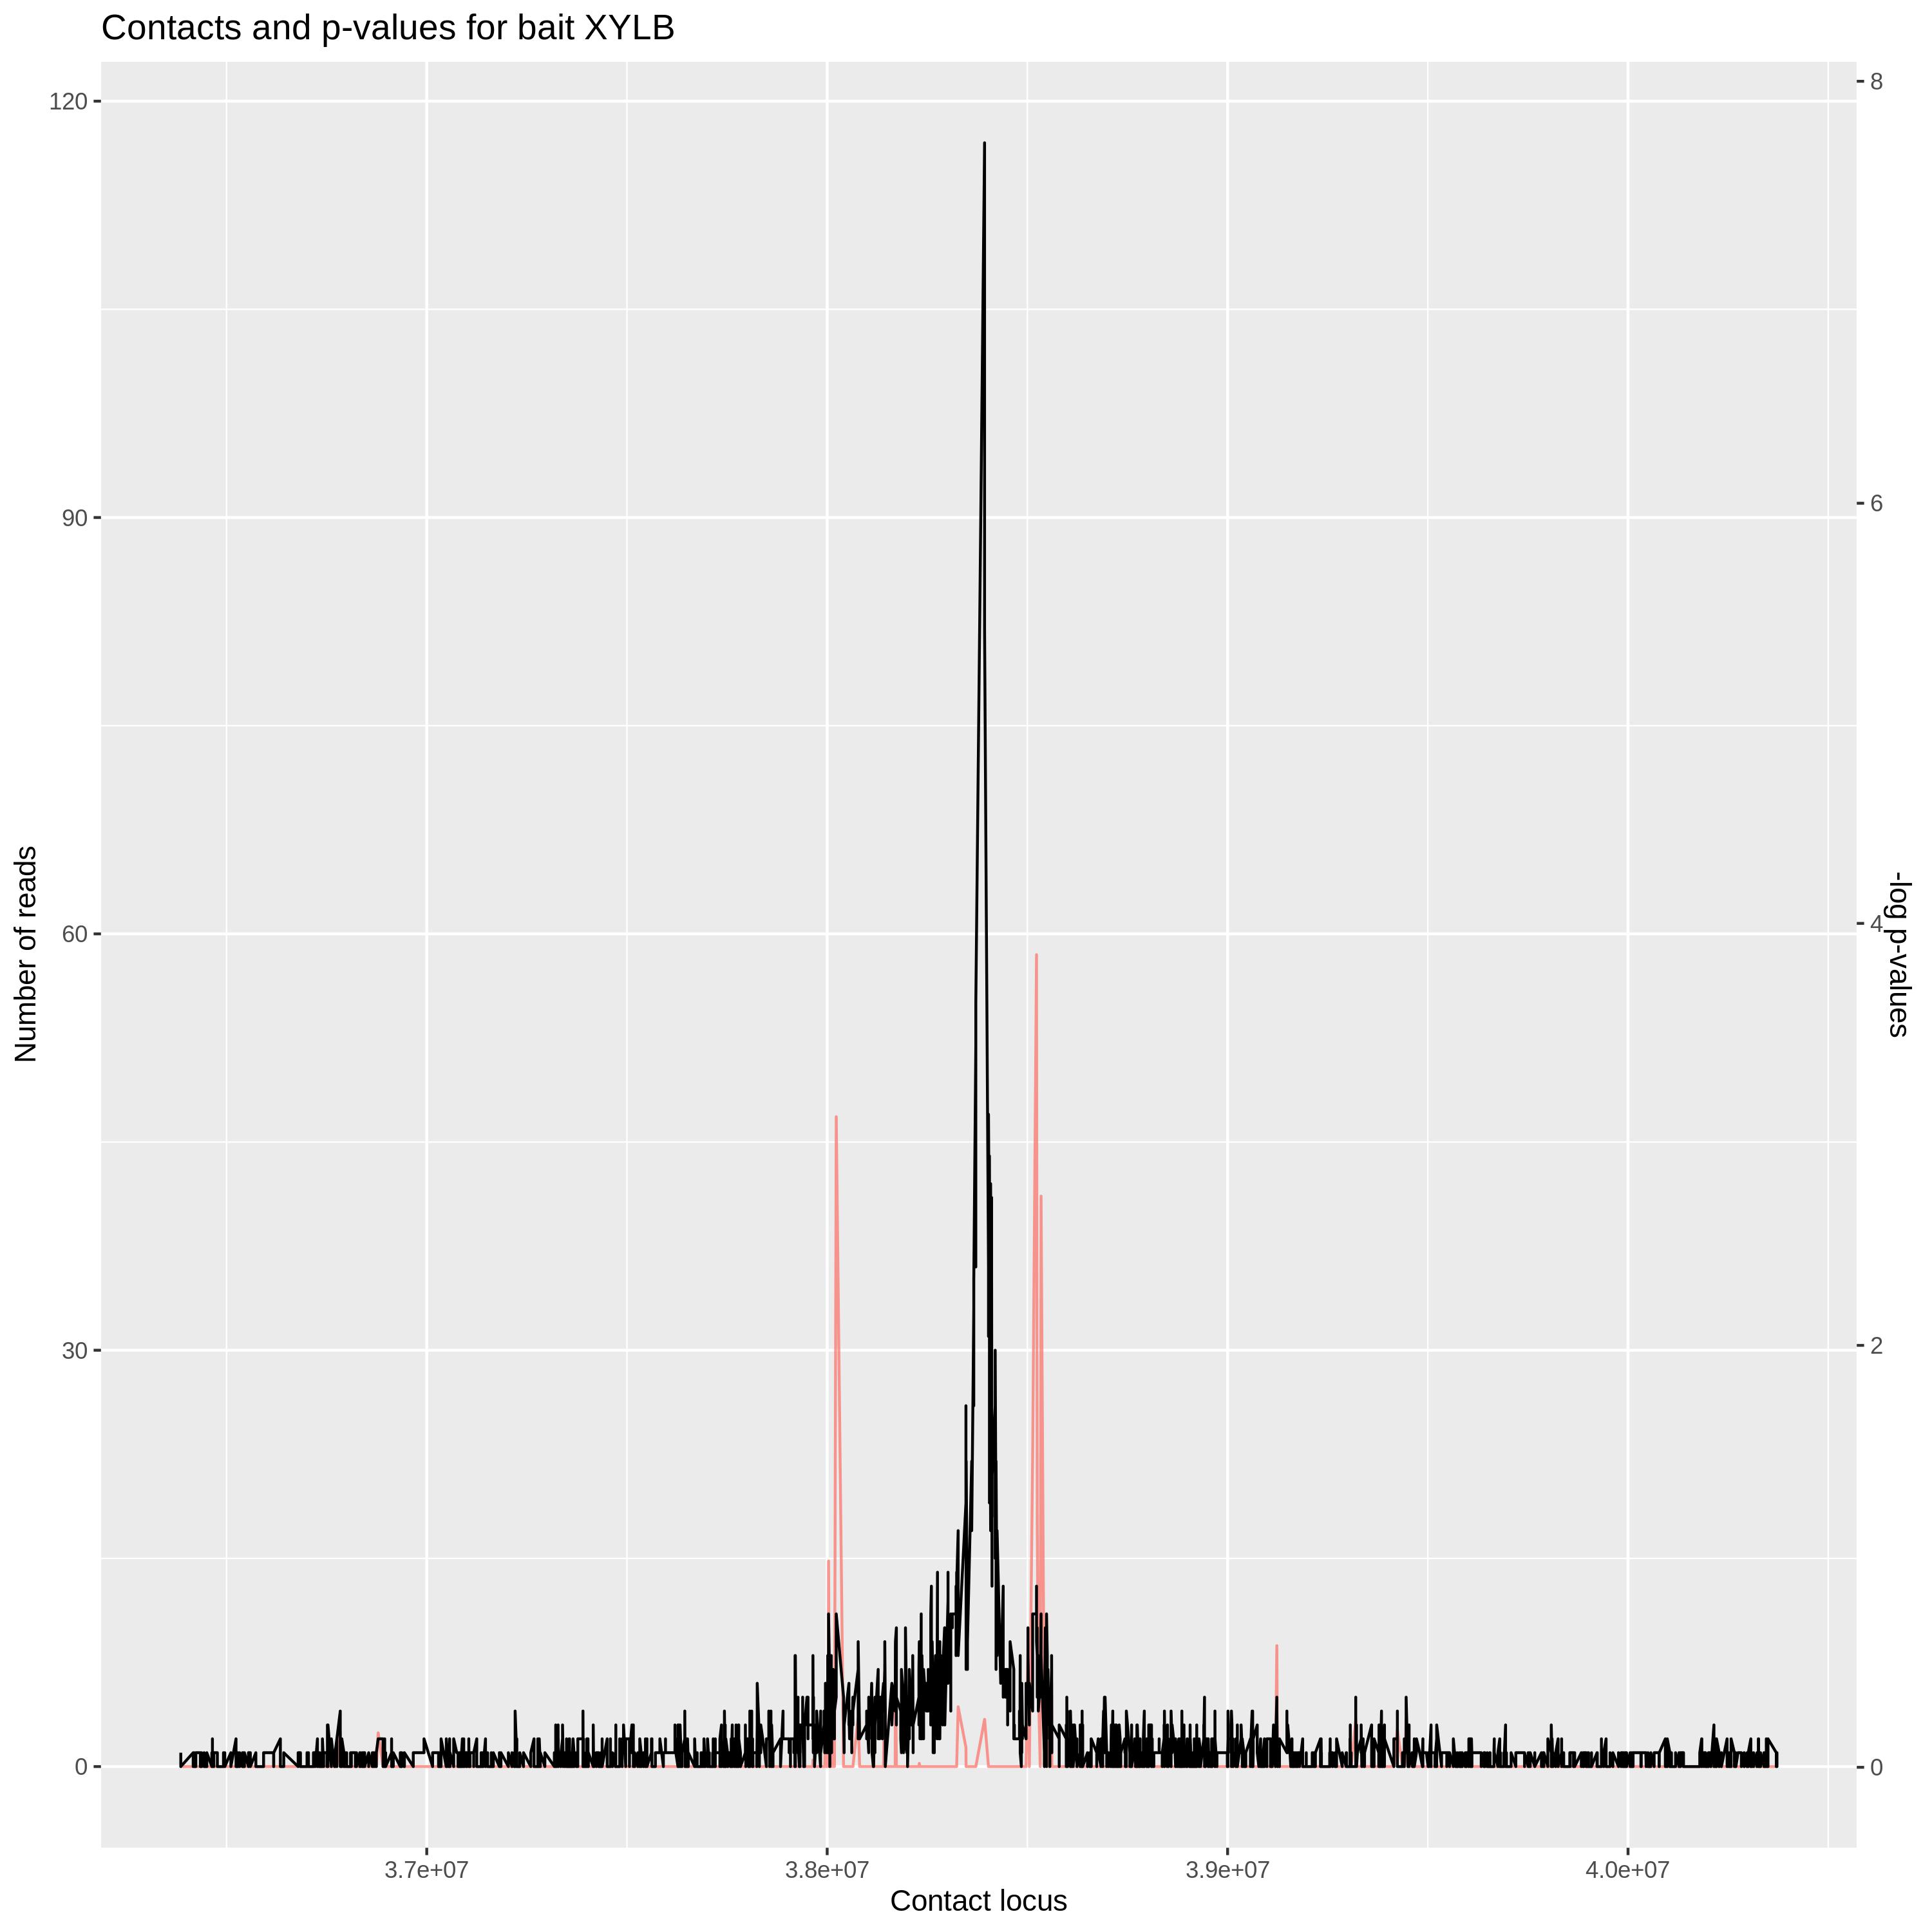 Contacts and p-values for bait XYLB
120
90
60
30
0
Number of reads
8
6
4
2
0
-log p-values
3.7e+07
3.8e+07
3.9e+07
4.0e+07
Contact locus